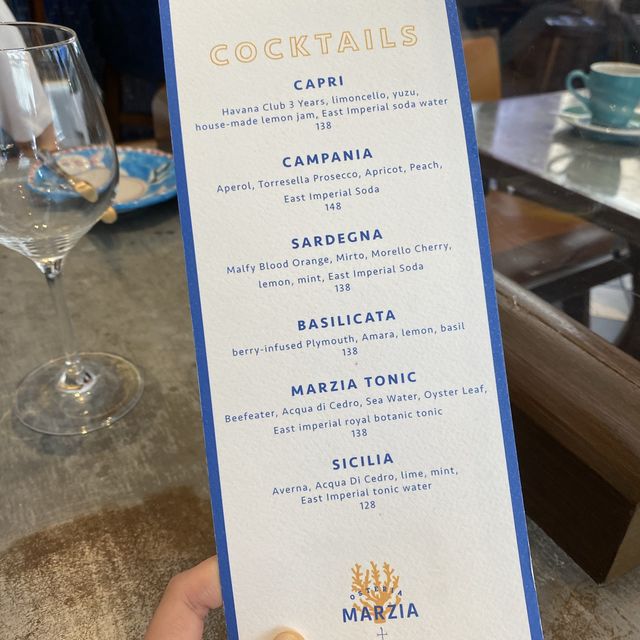 COCKTAILS
CAPRI
Havana Club 3 Years, limoncello, yuzu,
house-made lemon jam, East Imperial soda water
138
CAMPANIA
Aperol, Torresella Prosecco, Apricot, Peach,
East Imperial Soda
148
SARDEGNA
Malfy Blood Orange, Mirto, Morello Cherry,
lemon, mint, East Imperial Soda
138
BASILICATA
berry-infused Plymouth, Amara, lemon, basil
138
MARZIA TONIC
Beefeater, Acqua di Cedro, Sea Water, Oyster Leaf,
East imperial royal botanic tonic
138
SICILIA
Averna, Acqua Di Cedro, lime, mint,
East Imperial tonic water
128
OSTERIA
MARZIA